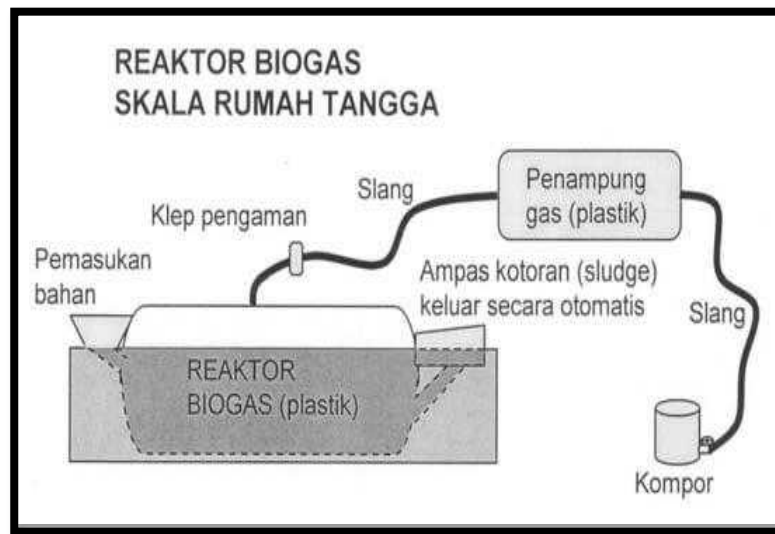 REAKTOR BIOGAS
SKALA RUMAH TANGGA
Slang
Penampung
gas (plastik)
Klep pengaman
Pemasukan
bahan
Ampas kotoran (sludge)
keluar secara otomatis
Slang
REAKTOR
BIOGAS (plastik)
Kompor